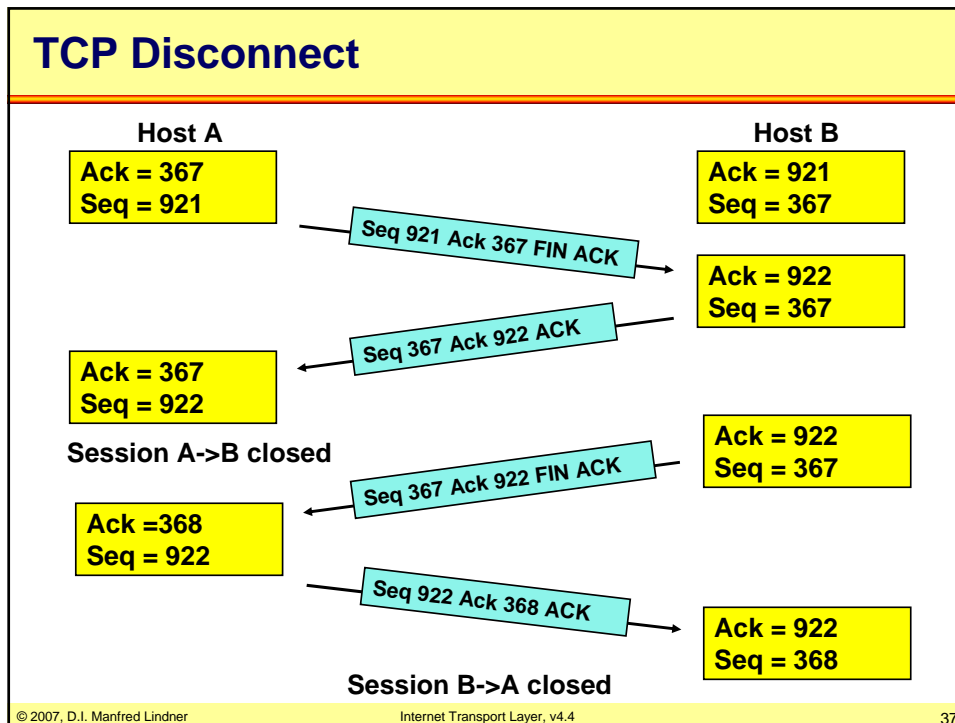 TCP Disconnect
Host A
Host B
Ack = 367
Seq = 921
Ack = 921
Seq = 367
Seq 921 Ack 367 FIN ACK
Ack = 922
Seq = 367
Seq 367 Ack 922 ACK
Ack = 367
Seq = 922
Session A->B closed
Ack = 922
Seq = 367
Seq 367 Ack 922 FIN ACK
Ack =368
Seq = 922
Seq 922 Ack 368 ACK
Ack = 922
Seq = 368
Session B->A closed
© 2007, D.I. Manfred Lindner
Internet Transport Layer, v4.4
37